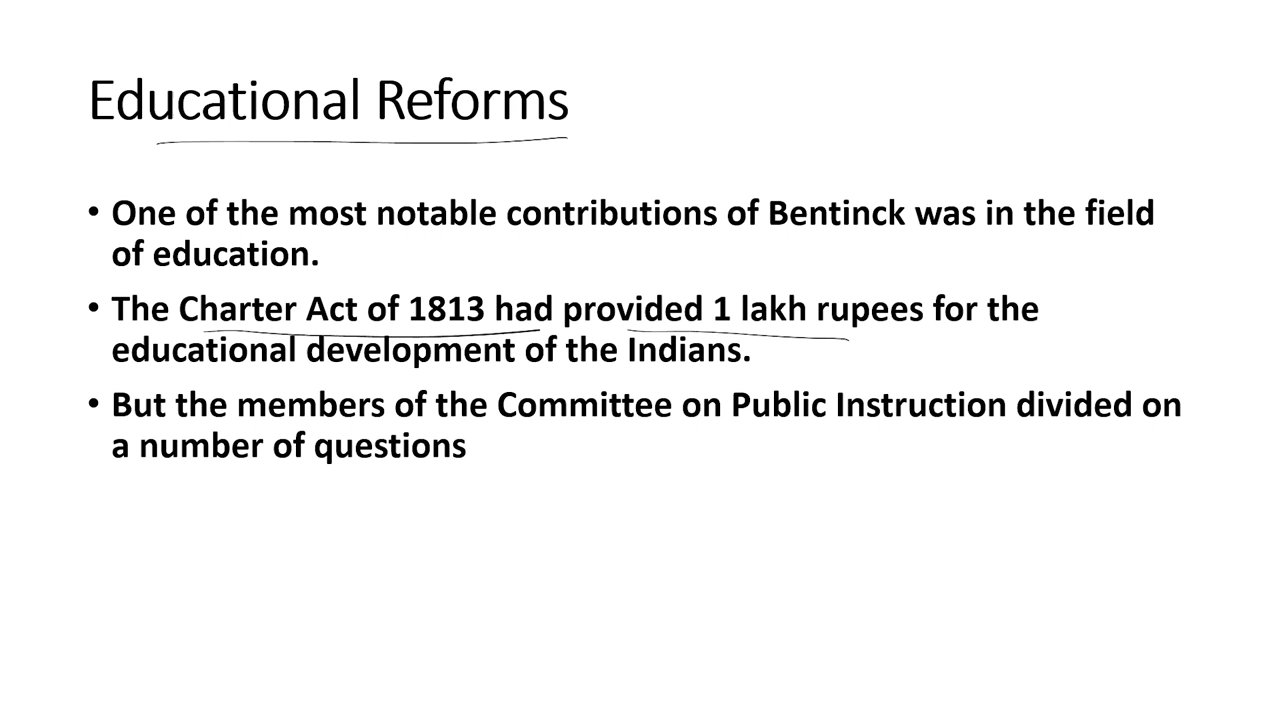 Educational Reforms
• One of the most notable contributions of Bentinck was in the field
of education.
• The Charter Act of 1813 had provided 1 lakh rupees for the
educational development of the Indians.
• But the members of the Committee on Public Instruction divided on
a number of questions